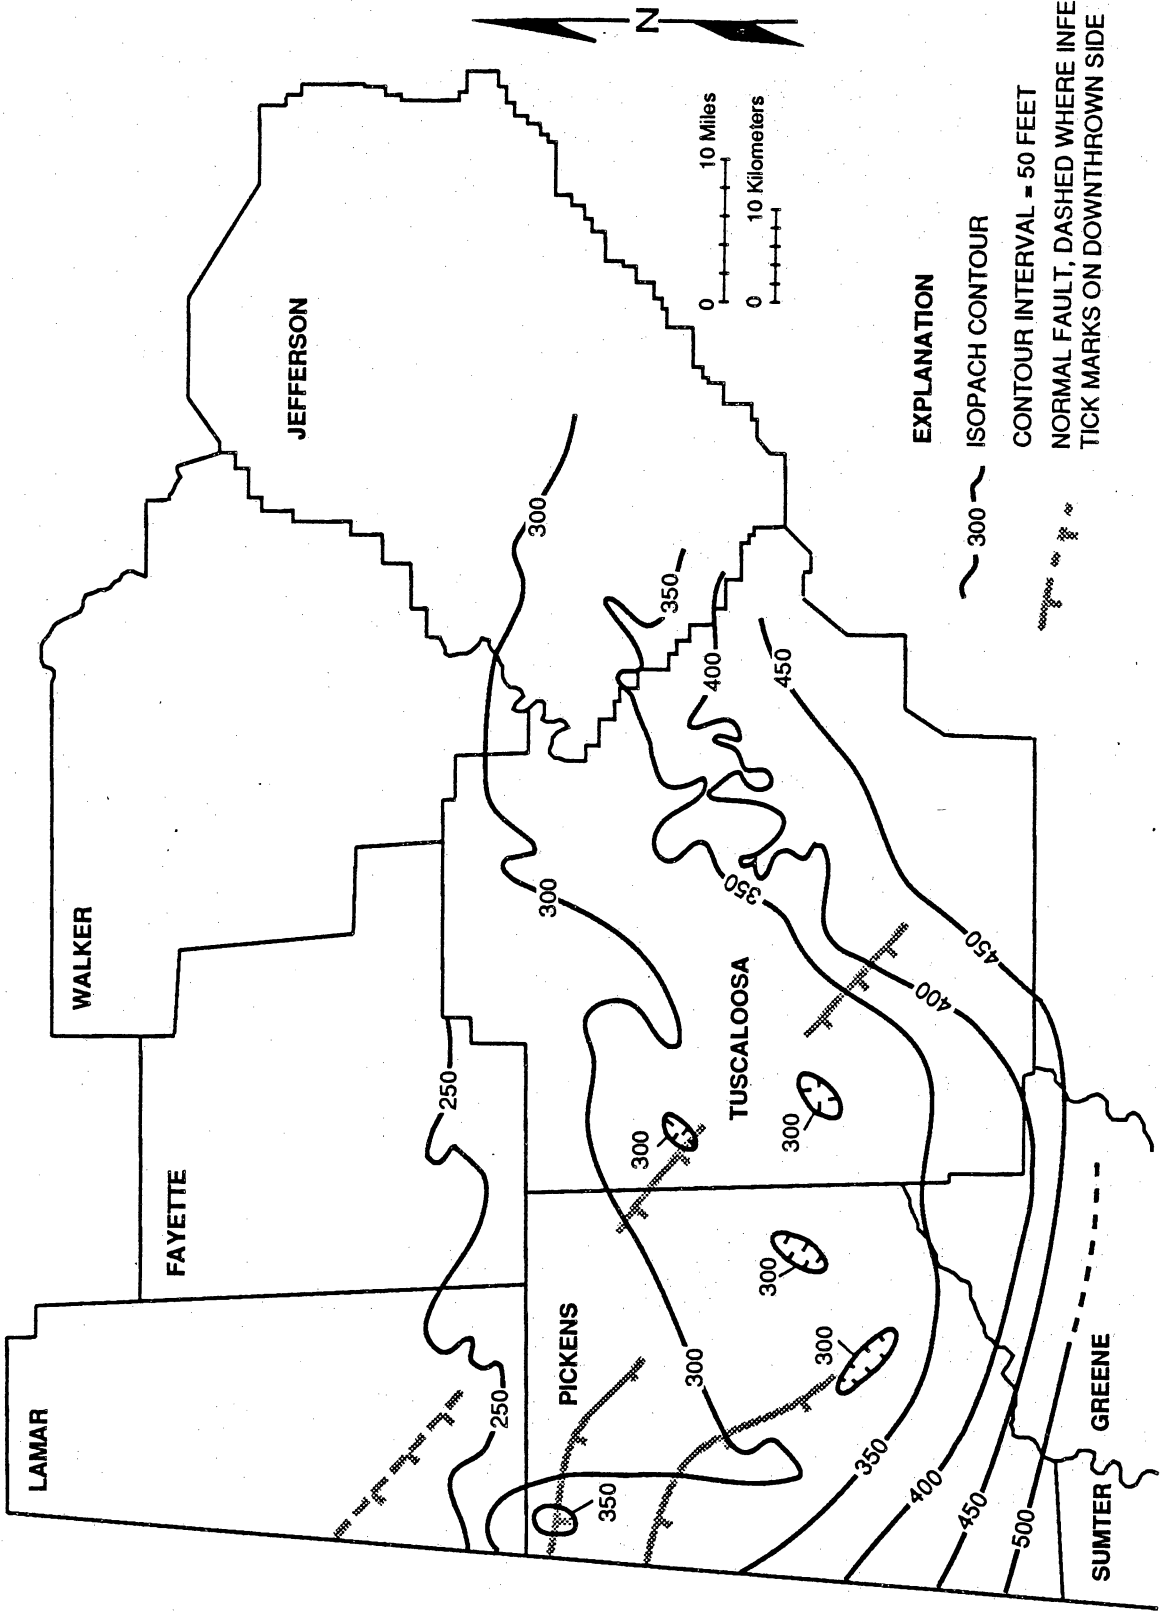 N
LAMAR
FAYETTE
WALKER
JEFFERSON
PICKENS
TUSCALOOSA
SUMTER
GREENE
250
250
300
300
300
300
300
300
300
350
350
350
350
400
400
400
450
450
450
500
0 10 Miles
0 10 Kilometers
EXPLANATION
300 ISOPACH CONTOUR
CONTOUR INTERVAL = 50 FEET
NORMAL FAULT, DASHED WHERE INFE
TICK MARKS ON DOWNTHROWN SIDE